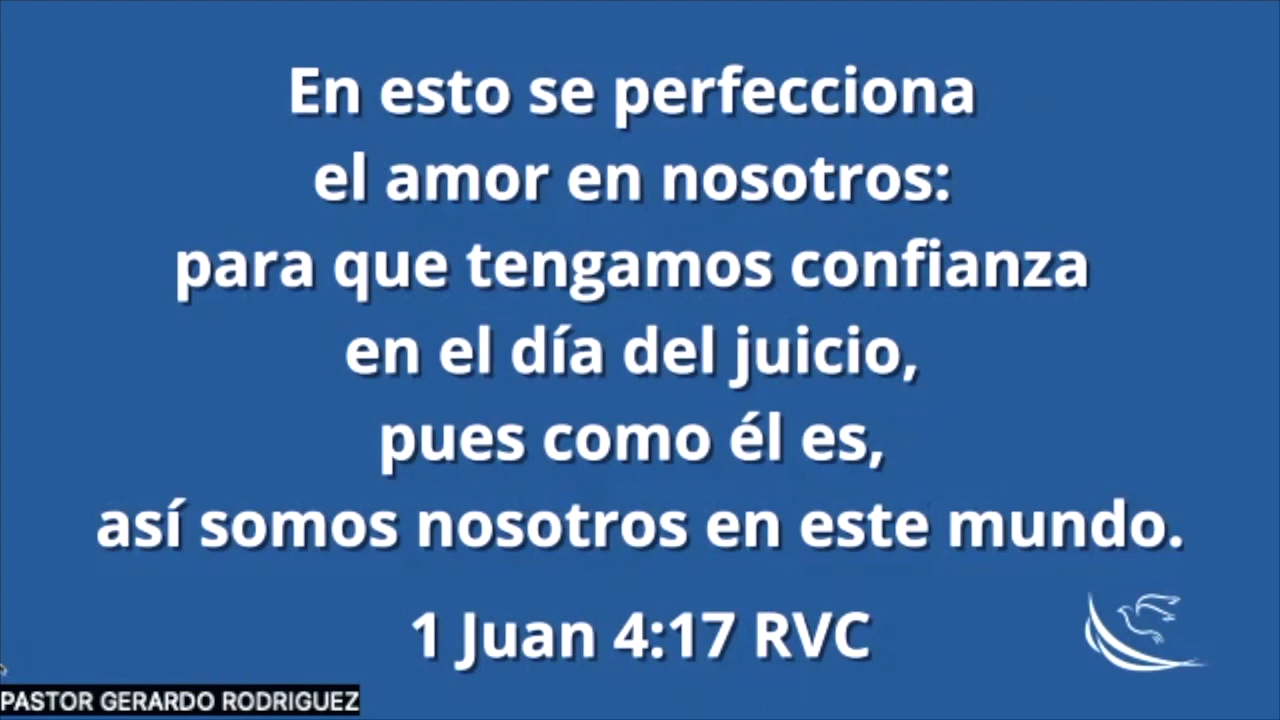 En esto se perfecciona
el amor en nosotros:
para que tengamos confianza
en el día del juicio,
pues como él es,
así somos nosotros en este mundo.
1 Juan 4:17 RVC
PASTOR GERARDO RODRIGUEZ